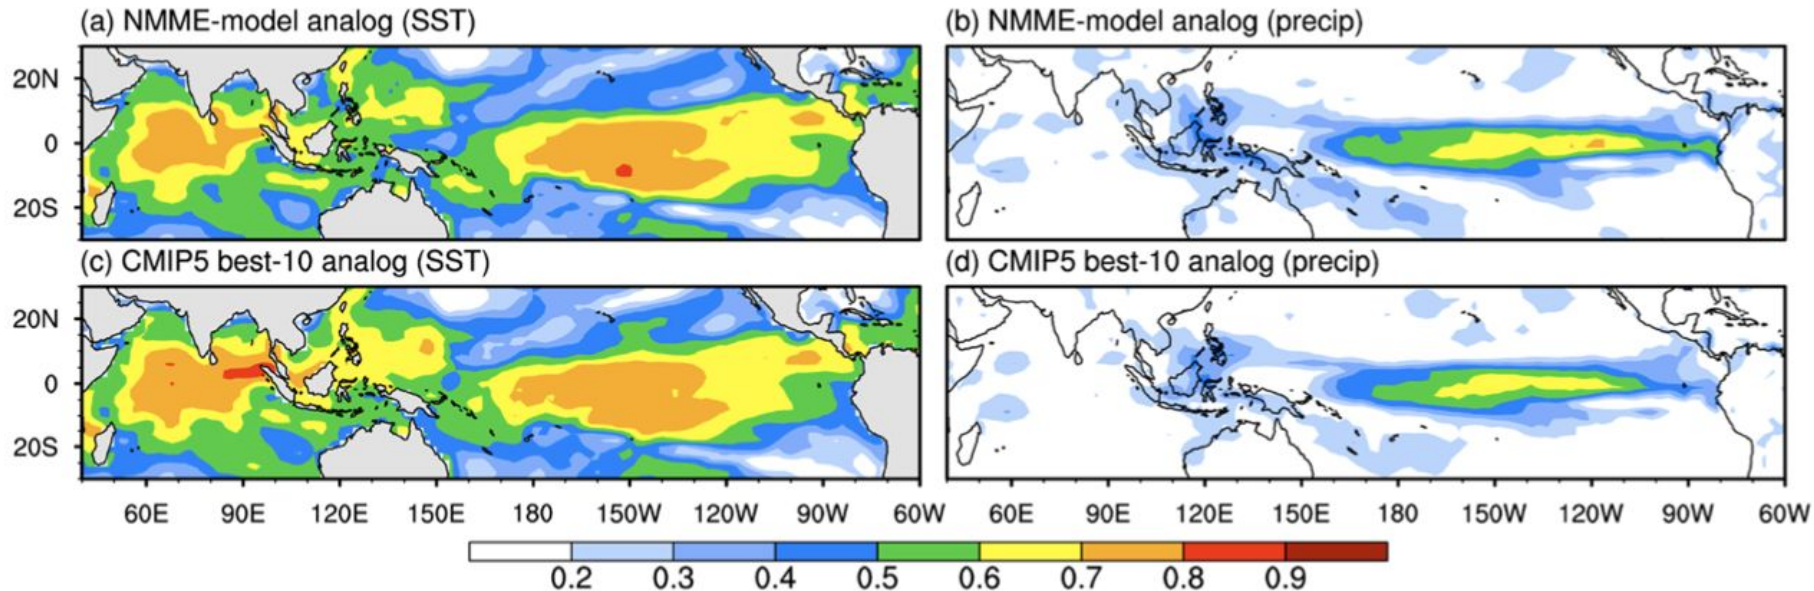 (a) NMME-model analog (SST)
(b) NMME-model analog (precip)
20N
0
20S
(c) CMIP5 best-10 analog (SST)
(d) CMIP5 best-10 analog (precip)
20N
0
20S
60E 90E 120E 150E 180 150W 120W 90W 60W
60E 90E 120E 150E 180 150W 120W 90W 60W
0.2 0.3 0.4 0.5 0.6 0.7 0.8 0.9